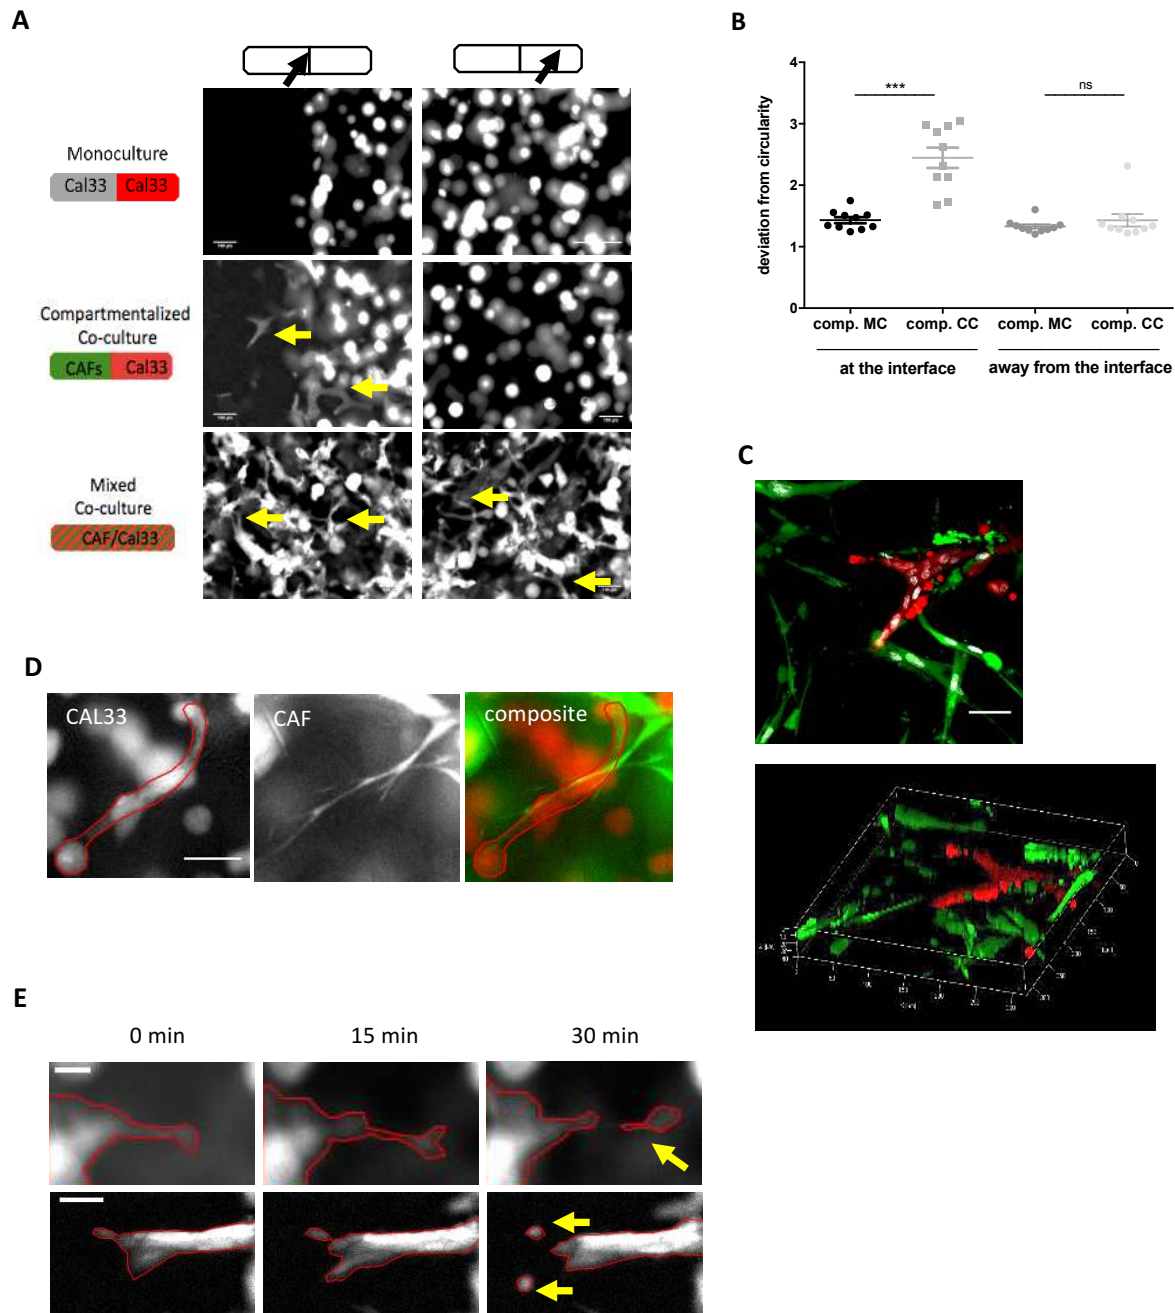 A
Monoculture
Cal33 Cal33
Compartmentalized
Co-culture
CAFs Cal33
Mixed
Co-culture
CAF/Cal33
B
deviation from circularity
4
3
2
1
0
*** ns
comp. MC comp. CC comp. MC comp. CC
at the interface away from the interface
C
D
CAL33 CAF composite
E
0 min 15 min 30 min